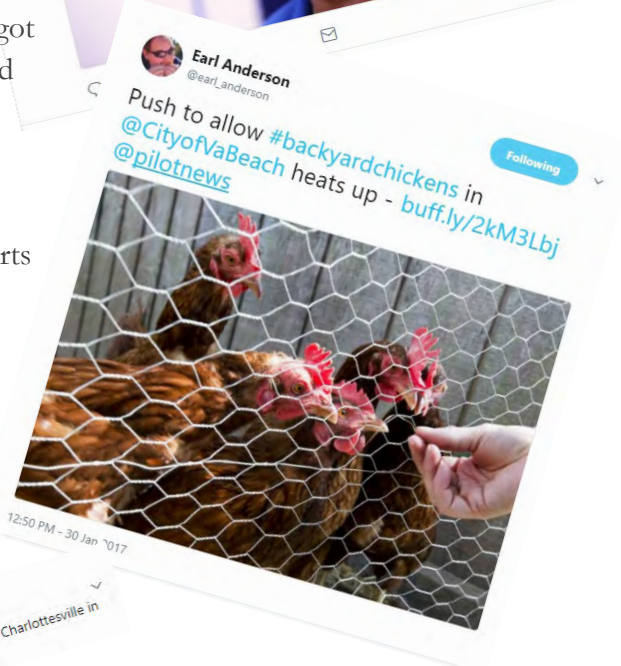 got
d
Earl Anderson
@earl_anderson
Following
Push to allow #backyardchickens in
@CityofVaBeach heats up - buff.ly/2kM3Lbj
@pilotnews
rts
12:50 PM - 30 Jan 2017
Charlottesville in